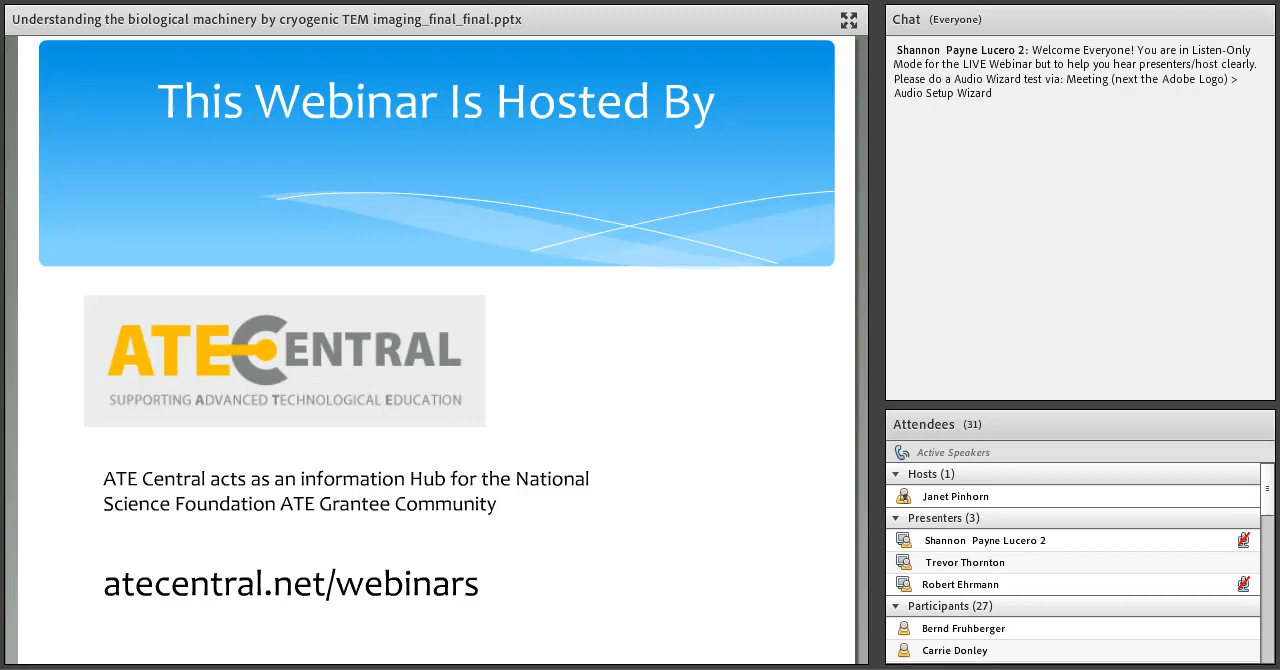 Understanding the biological machinery by cryogenic TEM imaging_final_final.pptx
This Webinar Is Hosted By
ATE CENTRAL
SUPPORTING ADVANCED TECHNOLOGICAL EDUCATION
ATE Central acts as an information Hub for the National
Science Foundation ATE Grantee Community
atecentral.net/webinars
Chat (Everyone)
Shannon Payne Lucero 2: Welcome Everyone! You are in Listen-Only
Mode for the LIVE Webinar but to help you hear presenters/host clearly.
Please do a Audio Wizard test via: Meeting (next the Adobe Logo) >
Audio Setup Wizard
Attendees (31)
Active Speakers
Hosts (1)
Janet Pinhorn
Presenters (3)
Shannon Payne Lucero 2
Trevor Thornton
Robert Ehrmann
Participants (27)
Bernd Fruhberger
Carrie Donley